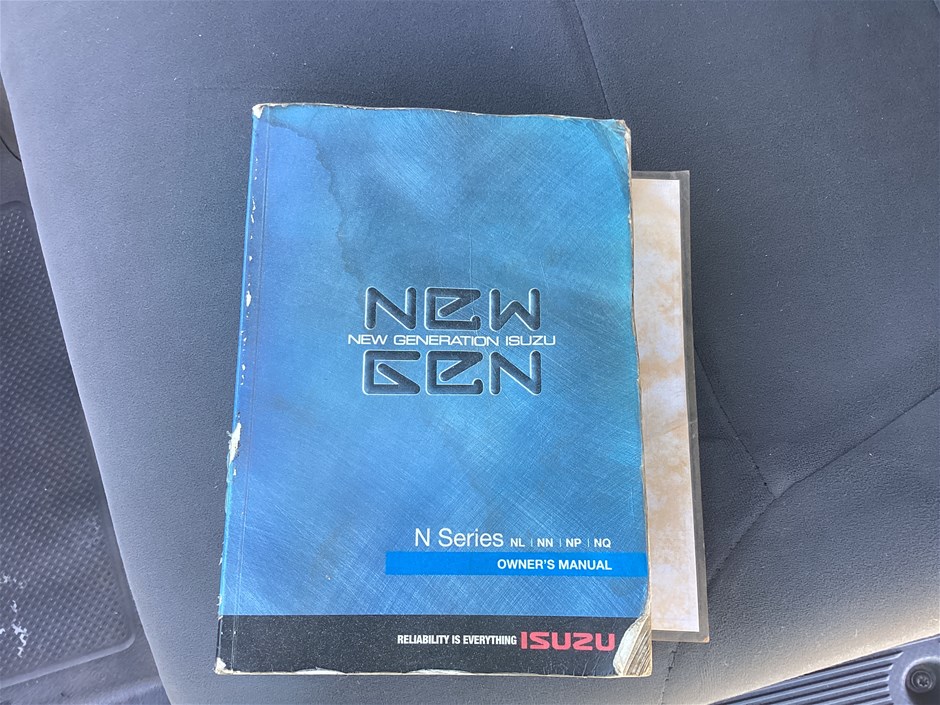 NEW
NEW GENERATION ISUZU
GEN
N Series NL | NN | NP | NQ
OWNER'S MANUAL
RELIABILITY IS EVERYTHING ISUZU